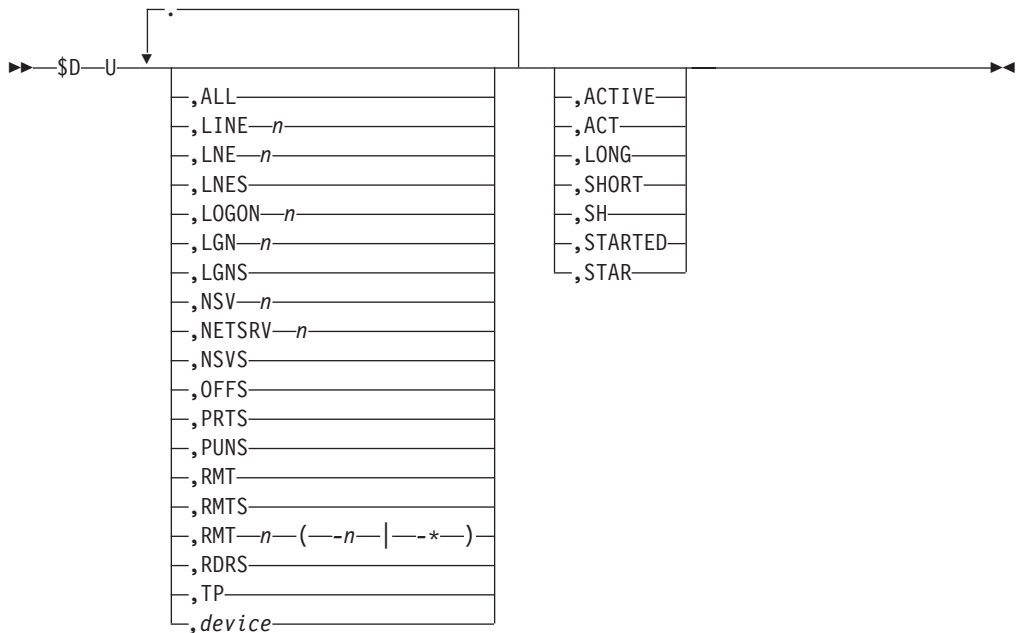 .
$D U
,ALL ,ACTIVE
,LINE n ,ACT
,LNE n ,LONG
,LNES ,SHORT
,LOGON n ,SH
,LGN n ,STARTED
,LGNS ,STAR
,NSV n
,NETSRV n
,NSVS
,OFFS
,PRTS
,PUNS
,RMT
,RMTS
,RMT n ( -n | -* )
,RDRS
,TP
,device